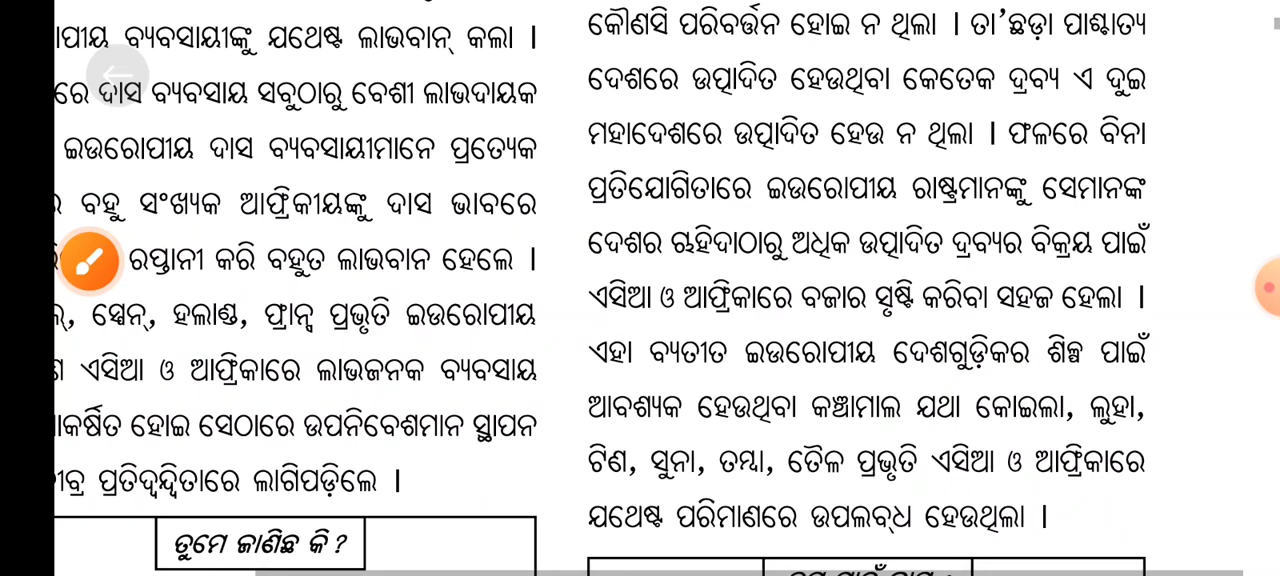 ବ୍ୟବସାୟୀଙ୍କୁ ଯଥେଷ୍ଟ ଲାଭବାନ୍ କଲା ।
ଦାସ ବ୍ୟବସାୟ ସବୁଠାରୁ ବେଶୀ ଲାଭଦାୟକ
ଇଉରୋପୀୟ ଦାସ ବ୍ୟବସାୟୀମାନେ ପ୍ରତ୍ୟେକ
ବହୁ ସଂଖ୍ୟକ ଆଫ୍ରିକୀୟଙ୍କୁ ଦାସ ଭାବରେ
ରପ୍ତାନୀ କରି ବହୁତ ଲାଭବାନ ହେଲେ ।
ସ୍ପେନ୍, ହଲାଣ୍ଡ, ଫ୍ରାନ୍ସ ପ୍ରଭୃତି ଇଉରୋପୀୟ
ଏସିଆ ଓ ଆଫ୍ରିକାରେ ଲାଭଜନକ ବ୍ୟବସାୟ
ହୋଇ ସେଠାରେ ଉପନିବେଶମାନ ସ୍ଥାପନ
ପ୍ରତିଦ୍ୱନ୍ଦ୍ୱିତାରେ ଲାଗିପଡ଼ିଲେ ।
ତୁମେ ଜାଣିଛ କି ?
କୌଣସି ପରିବର୍ତ୍ତନ ହୋଇ ନ ଥିଲା । ତା'ଛଡ଼ା ପାଶ୍ଚାତ୍ୟ
ଦେଶରେ ଉତ୍ପାଦିତ ହେଉଥିବା କେତେକ ଦ୍ରବ୍ୟ ଏ ଦୁଇ
ମହାଦେଶରେ ଉତ୍ପାଦିତ ହେଉ ନ ଥିଲା । ଫଳରେ ବିନା
ପ୍ରତିଯୋଗିତାରେ ଇଉରୋପୀୟ ରାଷ୍ଟ୍ରମାନଙ୍କୁ ସେମାନଙ୍କ
ଦେଶର ଚାହିଦାଠାରୁ ଅଧିକ ଉତ୍ପାଦିତ ଦ୍ରବ୍ୟର ବିକ୍ରୟ ପାଇଁ
ଏସିଆ ଓ ଆଫ୍ରିକାରେ ବଜାର ସୃଷ୍ଟି କରିବା ସହଜ ହେଲା ।
ଏହା ବ୍ୟତୀତ ଇଉରୋପୀୟ ଦେଶଗୁଡ଼ିକର ଶିଳ୍ପ ପାଇଁ
ଆବଶ୍ୟକ ହେଉଥିବା କଞ୍ଚାମାଲ ଯଥା କୋଇଲା, ଲୁହା,
ଟିଣ, ସୁନା, ତମ୍ବା, ତୈଳ ପ୍ରଭୃତି ଏସିଆ ଓ ଆଫ୍ରିକାରେ
ଯଥେଷ୍ଟ ପରିମାଣରେ ଉପଲବ୍ଧ ହେଉଥିଲା ।